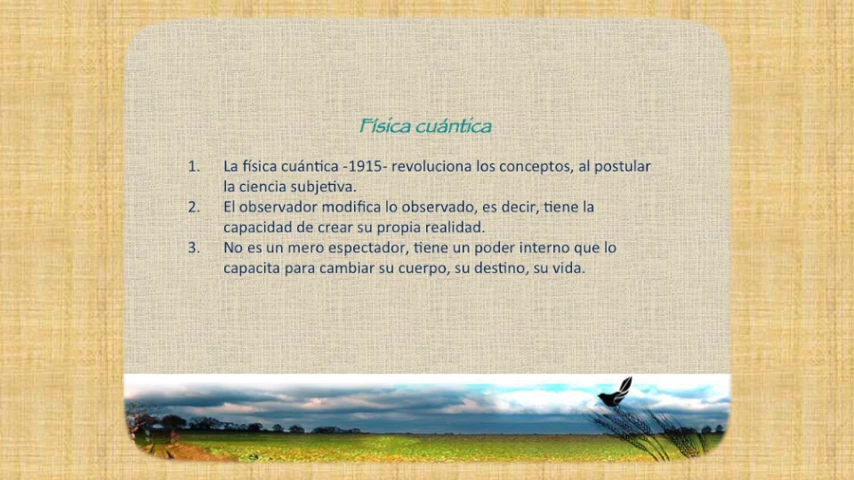 Física cuántica
1. La física cuántica -1915- revoluciona los conceptos, al postular
la ciencia subjetiva.
2. El observador modifica lo observado, es decir, tiene la
capacidad de crear su propia realidad.
3. No es un mero espectador, tiene un poder interno que lo
capacita para cambiar su cuerpo, su destino, su vida.